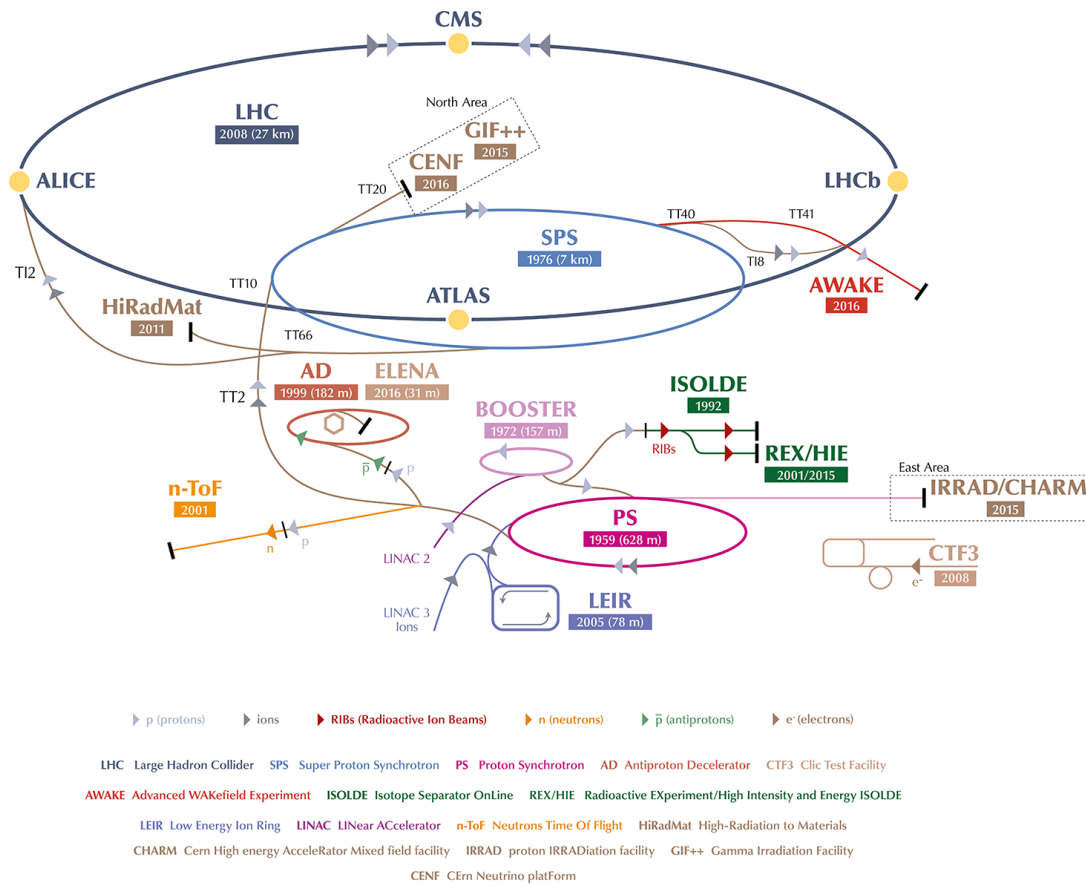 CMS
North Area
LHC
2008 (27 km)
GIF++
2015
CENF
2016
ALICE
LHCb
TT20
TT40
TT41
SPS
1976 (7 km)
TI8
TI2
TT10
AWAKE
2016
ATLAS
HiRadMat
2011
TT66
AD
1999 (182 m)
ELENA
2016 (31 m)
TT2
ISOLDE
1992
BOOSTER
1972 (157 m)
RIBs
REX/HIE
2001/2015
p̅
p
East Area
n-ToF
2001
IRRAD/CHARM
2015
PS
1959 (628 m)
n
p
LINAC 2
CTF3
2008
e-
LEIR
2005 (78 m)
LINAC 3
Ions
p (protons) ions RIBs (Radioactive Ion Beams) n (neutrons) p̅ (antiprotons) e- (electrons)
LHC Large Hadron Collider SPS Super Proton Synchrotron PS Proton Synchrotron AD Antiproton Decelerator CTF3 Clic Test Facility
AWAKE Advanced WAKefield Experiment ISOLDE Isotope Separator OnLine REX/HIE Radioactive EXperiment/High Intensity and Energy ISOLDE
LEIR Low Energy Ion Ring LINAC LINear ACcelerator n-ToF Neutrons Time Of Flight HiRadMat High-Radiation to Materials
CHARM Cern High energy AcceleRator Mixed field facility IRRAD proton IRRADiation facility GIF++ Gamma Irradiation Facility
CENF CErn Neutrino platForm